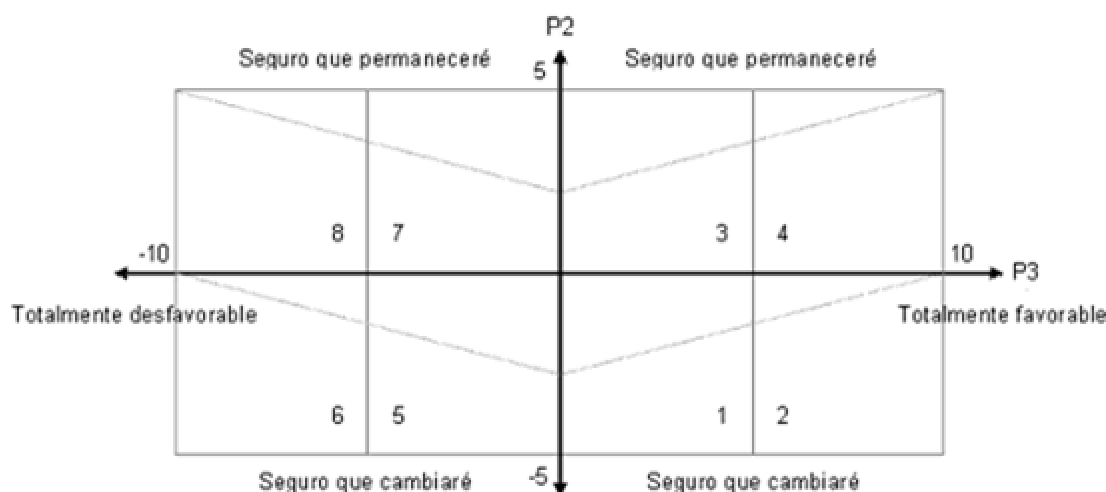 P2
Seguro que permaneceré
5
Seguro que permaneceré
8
7
3
4
-10
10
P3
Totalmente desfavorable
Totalmente favorable
6
5
1
2
Seguro que cambiaré
-5
Seguro que cambiaré